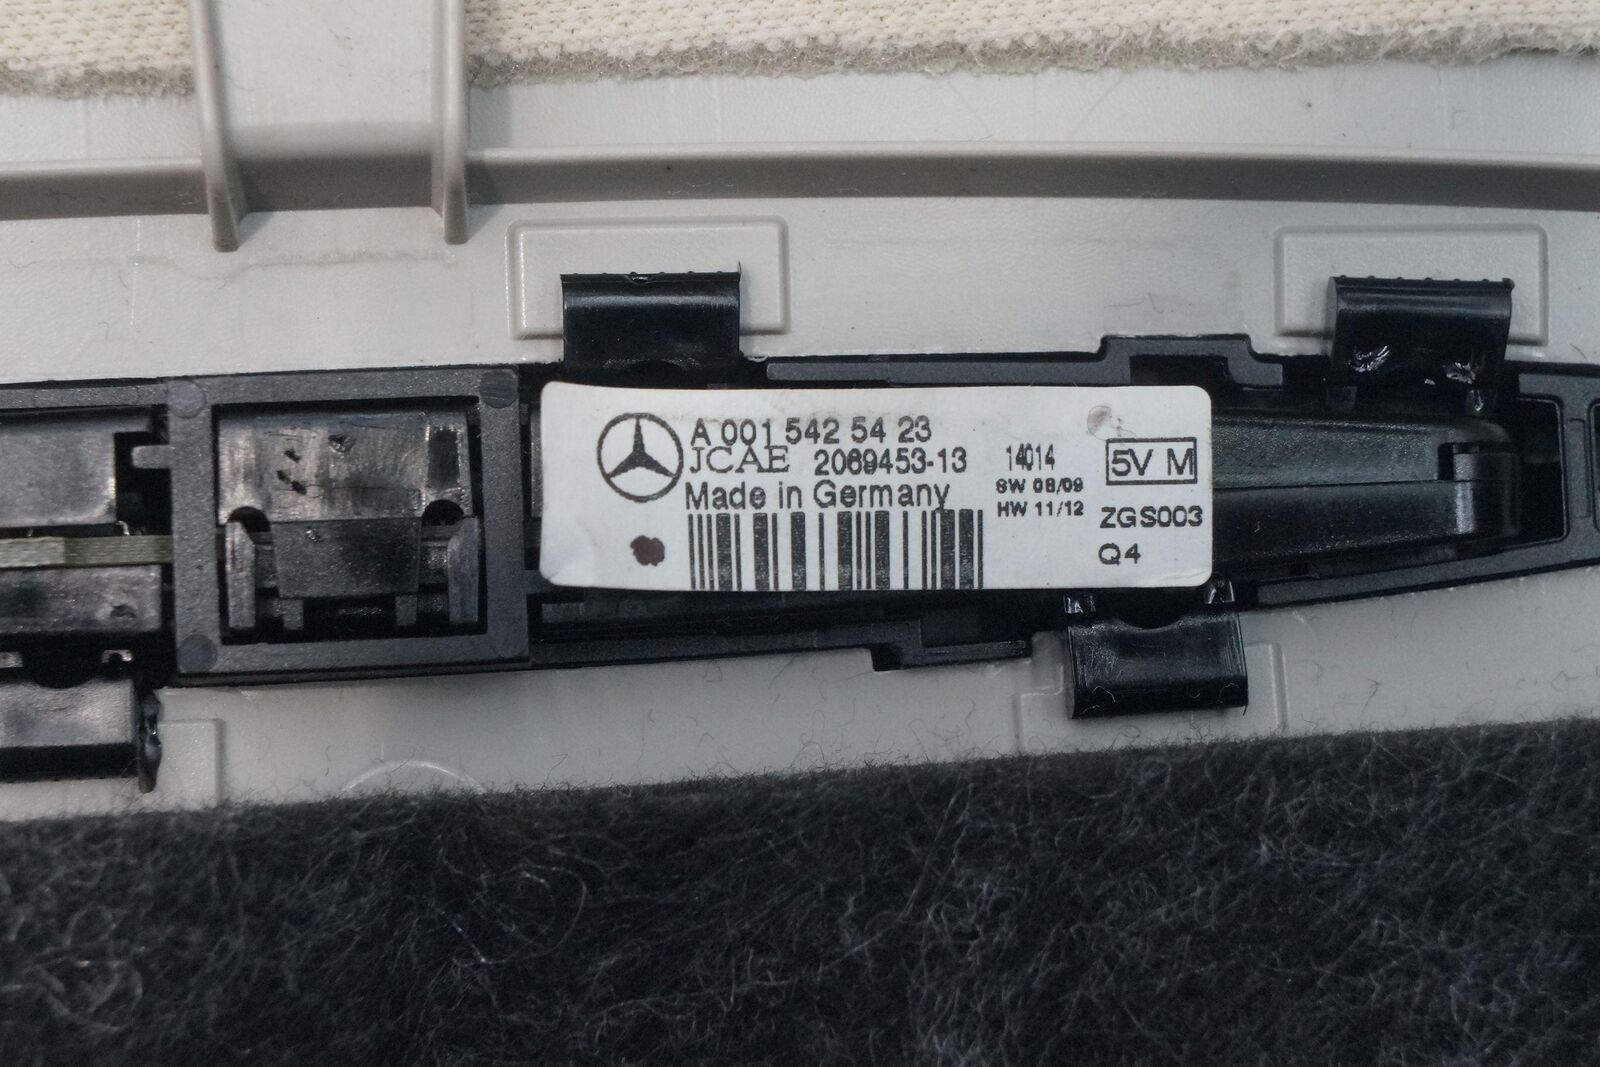 A 001 542 54 23
JCAE 2069453-13
Made in Germany
14014
SW 08/09
HW 11/12
5V M
ZGS003
Q4